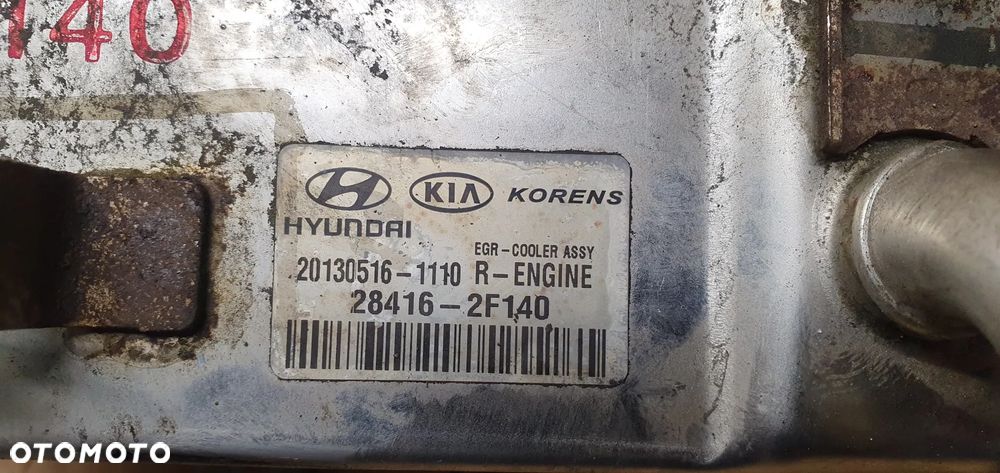 140
KIA KORENS
HYUNDAI
EGR-COOLER ASSY
20130516-1110 R-ENGINE
28416-2F140
OTOMOTO